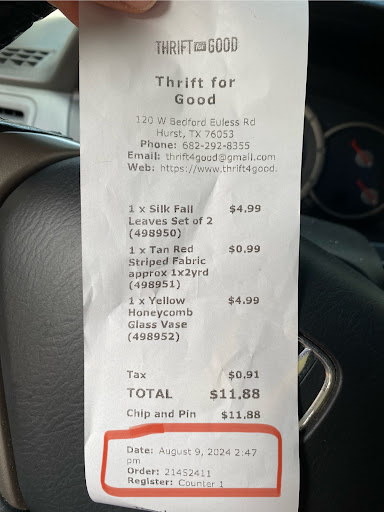 THRIFT for GOOD
Thrift for
Good
120 W Bedford Euless Rd
Hurst, TX 76053
Phone: 682-292-8355
Email: thrift4good@gmail.com
Web: https://www.thrift4good.
1 x Silk Fall $4.99
Leaves Set of 2
(498950)
1 x Tan Red $0.99
Striped Fabric
approx 1x2yrd
(498951)
1 x Yellow $4.99
Honeycomb
Glass Vase
(498952)
Tax $0.91
TOTAL $11.88
Chip and Pin $11.88
Date: August 9, 2024 2:47
pm
Order: 21452411
Register: Counter 1